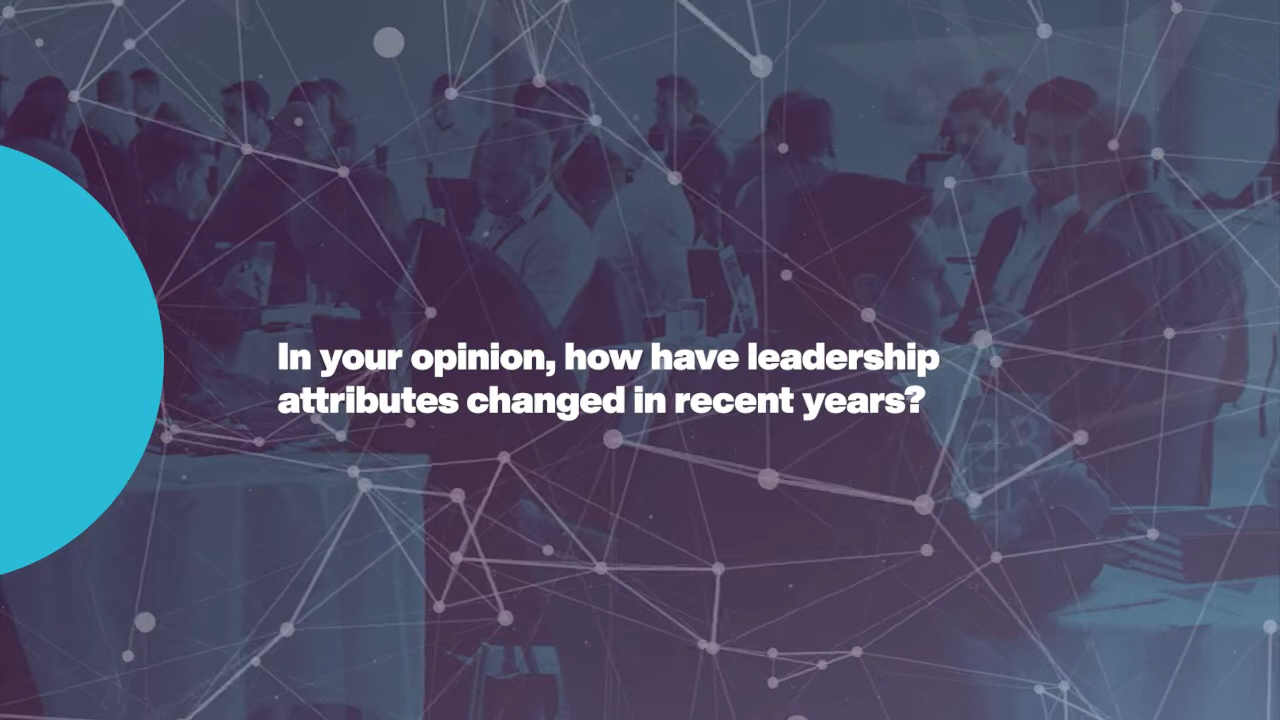 In your opinion, how have leadership
attributes changed in recent years?